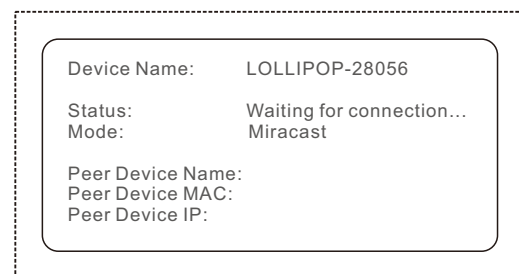 Device Name: LOLLIPOP-28056
Status: Waiting for connection...
Mode: Miracast
Peer Device Name:
Peer Device MAC:
Peer Device IP: